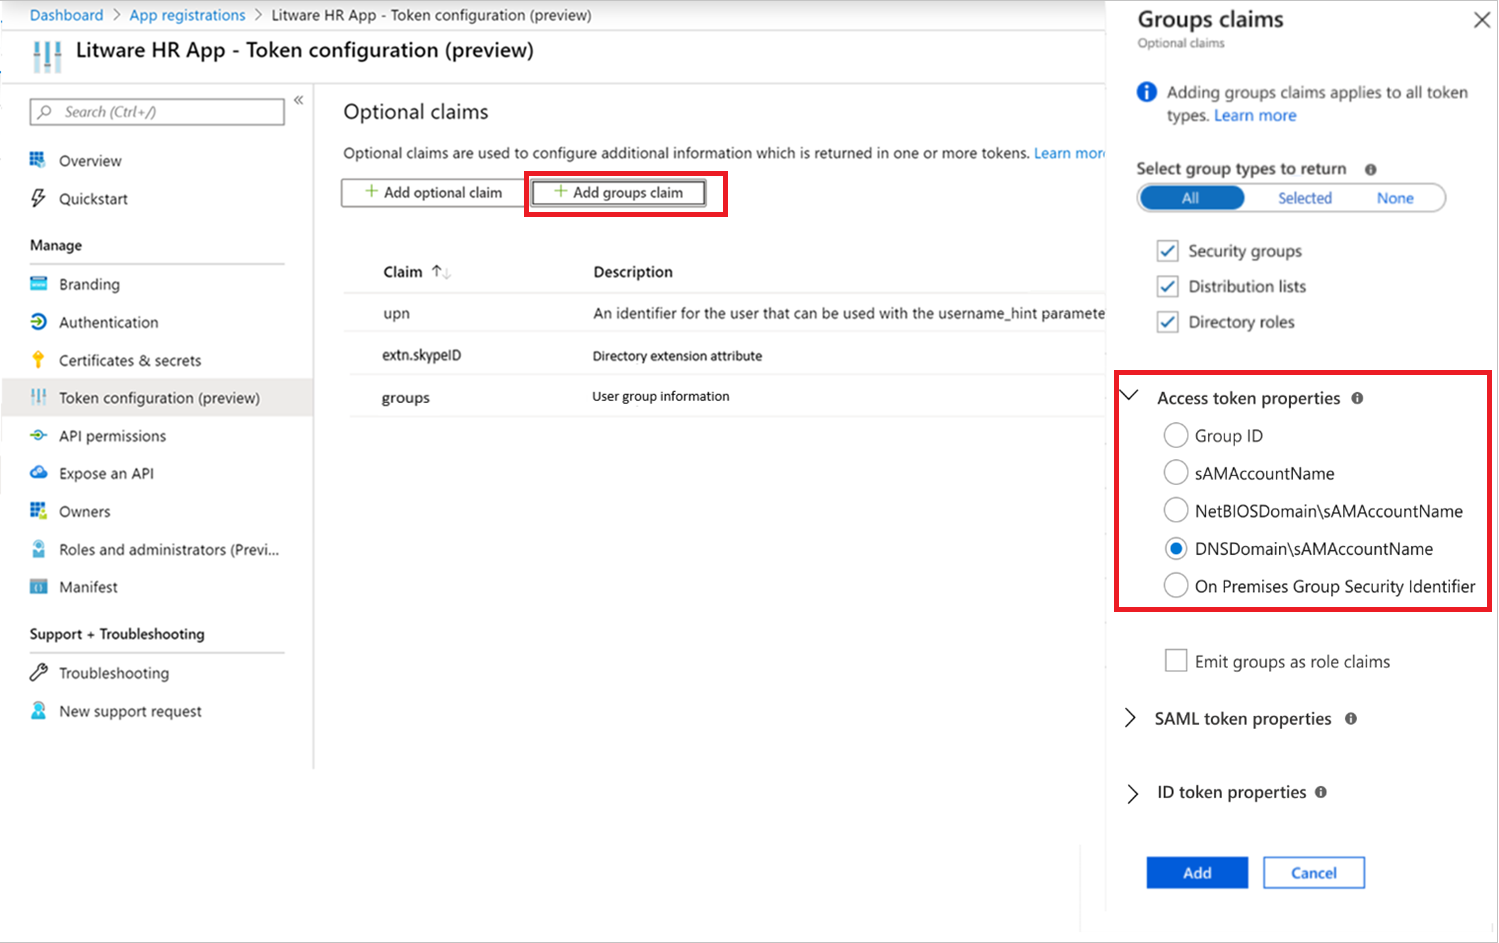 Dashboard > App registrations > Litware HR App - Token configuration (preview)
Litware HR App - Token configuration (preview)
Search (Ctrl+/)
«
Overview
Quickstart
Manage
Branding
Authentication
Certificates & secrets
Token configuration (preview)
API permissions
Expose an API
Owners
Roles and administrators (Previ...
Manifest
Support + Troubleshooting
Troubleshooting
New support request
Optional claims
Optional claims are used to configure additional information which is returned in one or more tokens. Learn more
+ Add optional claim
+ Add groups claim
Claim ↑↓ Description
upn An identifier for the user that can be used with the username_hint paramete
extn.skypeID Directory extension attribute
groups User group information
Groups claims
Optional claims
Adding groups claims applies to all token
types. Learn more
Select group types to return
All Selected None
Security groups
Distribution lists
Directory roles
Access token properties
Group ID
sAMAccountName
NetBIOSDomain\sAMAccountName
DNSDomain\sAMAccountName
On Premises Group Security Identifier
Emit groups as role claims
SAML token properties
ID token properties
Add Cancel